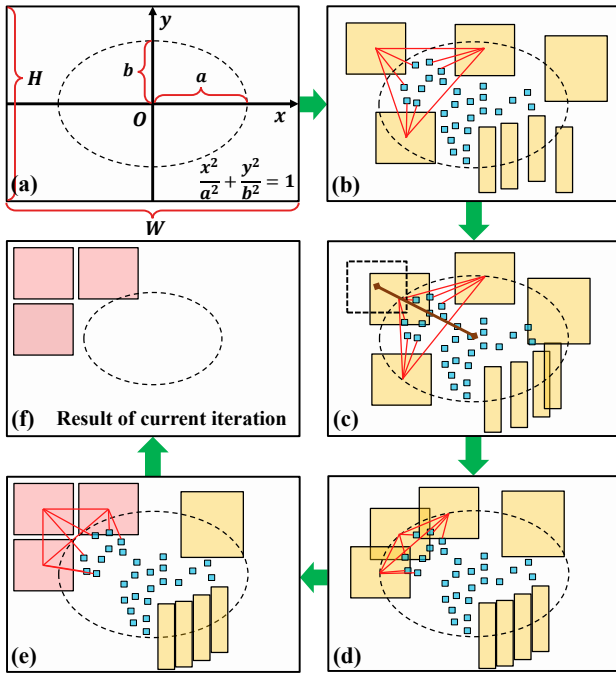 y
H
b
a
O
x
(a)
x²/a² + y²/b² = 1
W
(b)
(f)
Result of current iteration
(c)
(e)
(d)